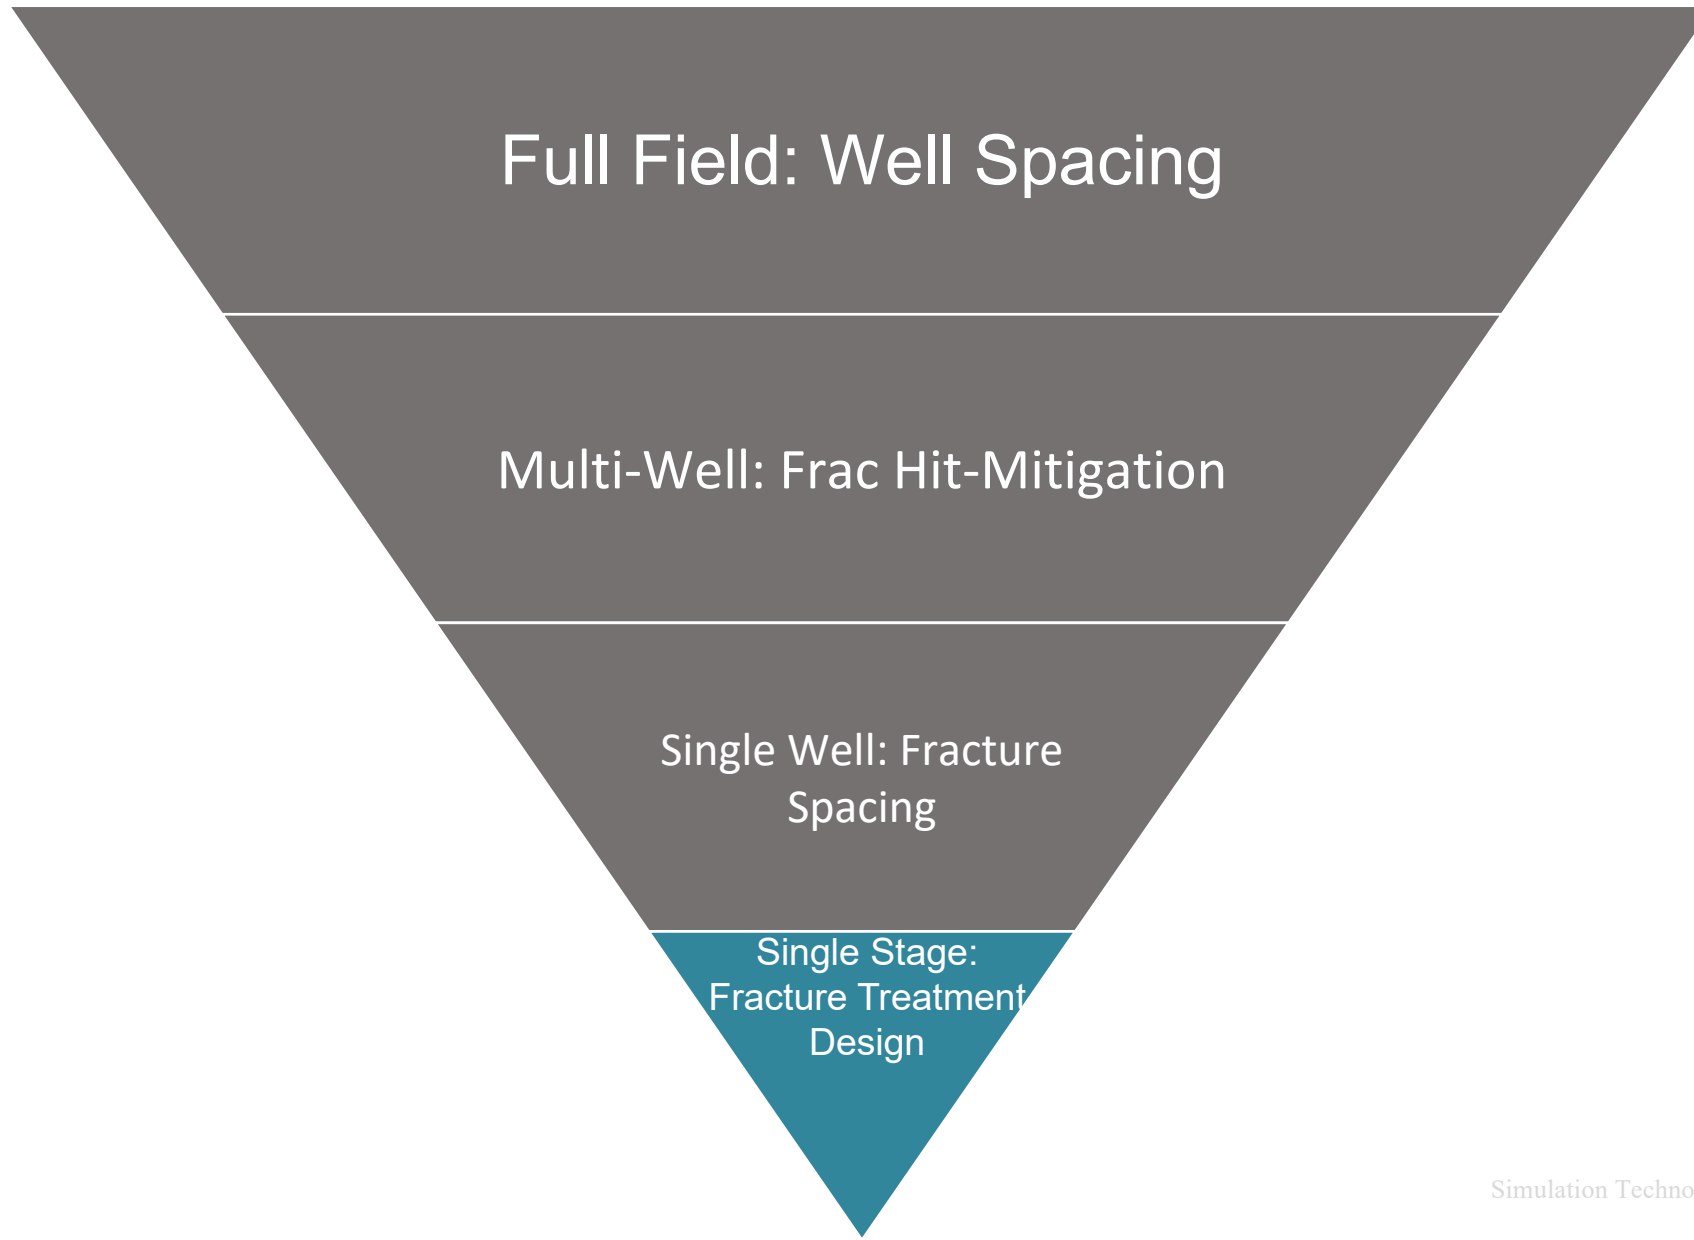 Full Field: Well Spacing
Multi-Well: Frac Hit-Mitigation
Single Well: Fracture
Spacing
Single Stage:
Fracture Treatment
Design
Simulation Techno